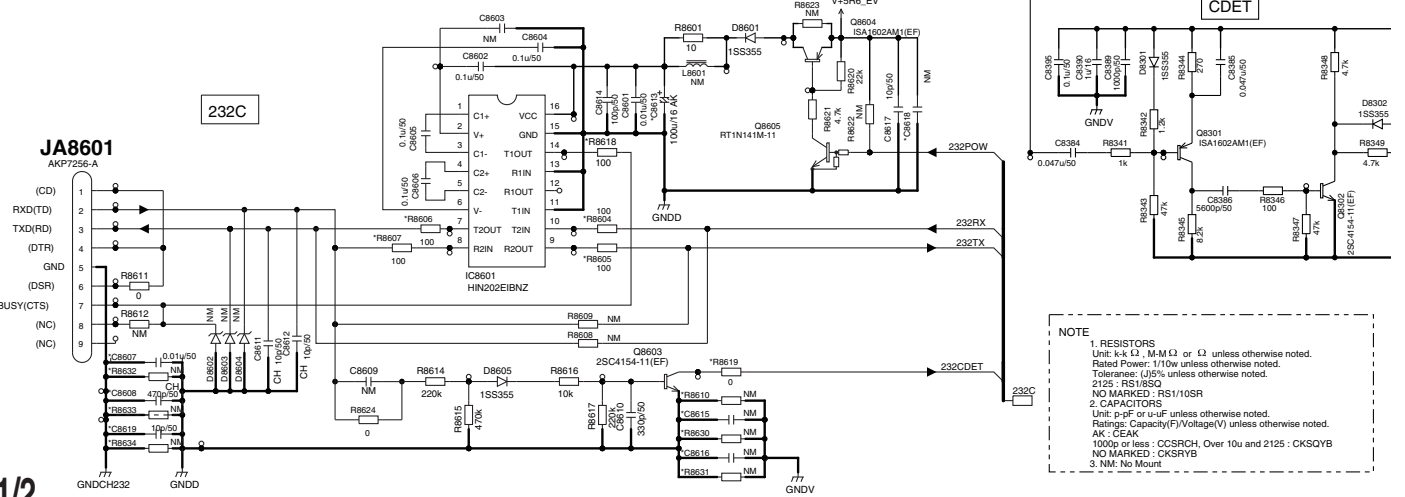 232C
JA8601
AKP7256-A
(CD) 1
RXD(TD) 2
TXD(RD) 3
(DTR) 4
GND 5
(DSR) 6
BUSY(CTS) 7
(NC) 8
(NC) 9
R8611
0
R8612
NM
*C8607 0.01u/50
*R8632 NM
CH
*C8608 470p/50
*R8633 NM
*C8619 10p/50
*R8634 NM
GNDCH232
GNDD
1/2
NM
NM
NM
D8602
D8603
D8604
C8611
CH 10p/50
C8612
CH 10p/50
C8603
NM
C8604
0.1u/50
C8602
0.1u/50
0.1u/50
C8605
0.1u/50
C8606
1 C1+
2 V+
3 C1-
4 C2+
5 C2-
6 V-
7 T2OUT
8 R2IN
VCC 16
GND 15
T1OUT 14
R1IN 13
R1OUT 12
T1IN 11
T2IN 10
R2OUT 9
IC8601
HIN202EIBNZ
*R8606
100
*R8607
100
*R8618
100
100
*R8604
*R8605
100
C8614
100p/50
C8601
0.01u/50
*C8613
100u/16 AK
R8601
10
L8601
NM
D8601
1SS355
R8623
NM
V+5R6_EV
Q8604
ISA1602AM1(EF)
R8620
22k
R8621
4.7k
R8622
NM
10p/50
C8617
NM
*C8618
Q8605
RT1N141M-11
GNDD
232POW
232RX
232TX
232CDET
232C
R8609
NM
R8608
NM
C8609
NM
R8624
0
R8614
220k
R8615
470k
D8605
1SS355
R8616
10k
R8617
220k
C8610
330p/50
Q8603
2SC4154-11(EF)
*R8619
0
*R8610 NM
*C8615 NM
*R8630 NM
*C8616 NM
*R8631 NM
GNDV
CDET
C8395
0.1u/50
C8390
1u/16
C8389
1000p/50
GNDV
D8301
1SS355
R8344
270
C8385
0.047u/50
R8342
1.2k
Q8301
ISA1602AM1(EF)
C8384
0.047u/50
R8341
1k
R8343
47k
R8345
8.2k
C8386
5600p/50
R8346
100
R8347
47k
Q8302
2SC4154-11(EF)
R8348
4.7k
D8302
1SS355
R8349
4.7k
NOTE
1. RESISTORS
Unit: k-k Ω , M-M Ω or Ω unless otherwise noted.
Rated Power: 1/10w unless otherwise noted.
Tolerane: (J)5% unless otherwise noted.
2125 : RS1/8SQ
NO MARKED : RS1/10SR
2. CAPACITORS
Unit: p-pF or u-uF unless otherwise noted.
Ratings: Capacity(F)/Voltage(V) unless otherwise noted.
AK : CEAK
1000p or less : CCSRCH, Over 10u and 2125 : CKSQYB
NO MARKED : CKSRYB
3. NM: No Mount